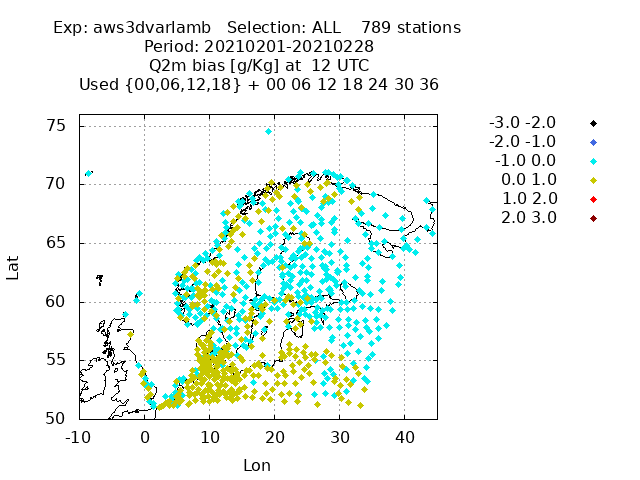 Exp: aws3dvarlamb   Selection: ALL    789 stations
Period: 20210201-20210228
Q2m bias [g/Kg] at  12 UTC
Used {00,06,12,18} + 00 06 12 18 24 30 36
75
70
65
60
55
50
-10 0 10 20 30 40
Lat
Lon
-3.0 -2.0
-2.0 -1.0
-1.0 0.0
0.0 1.0
1.0 2.0
2.0 3.0